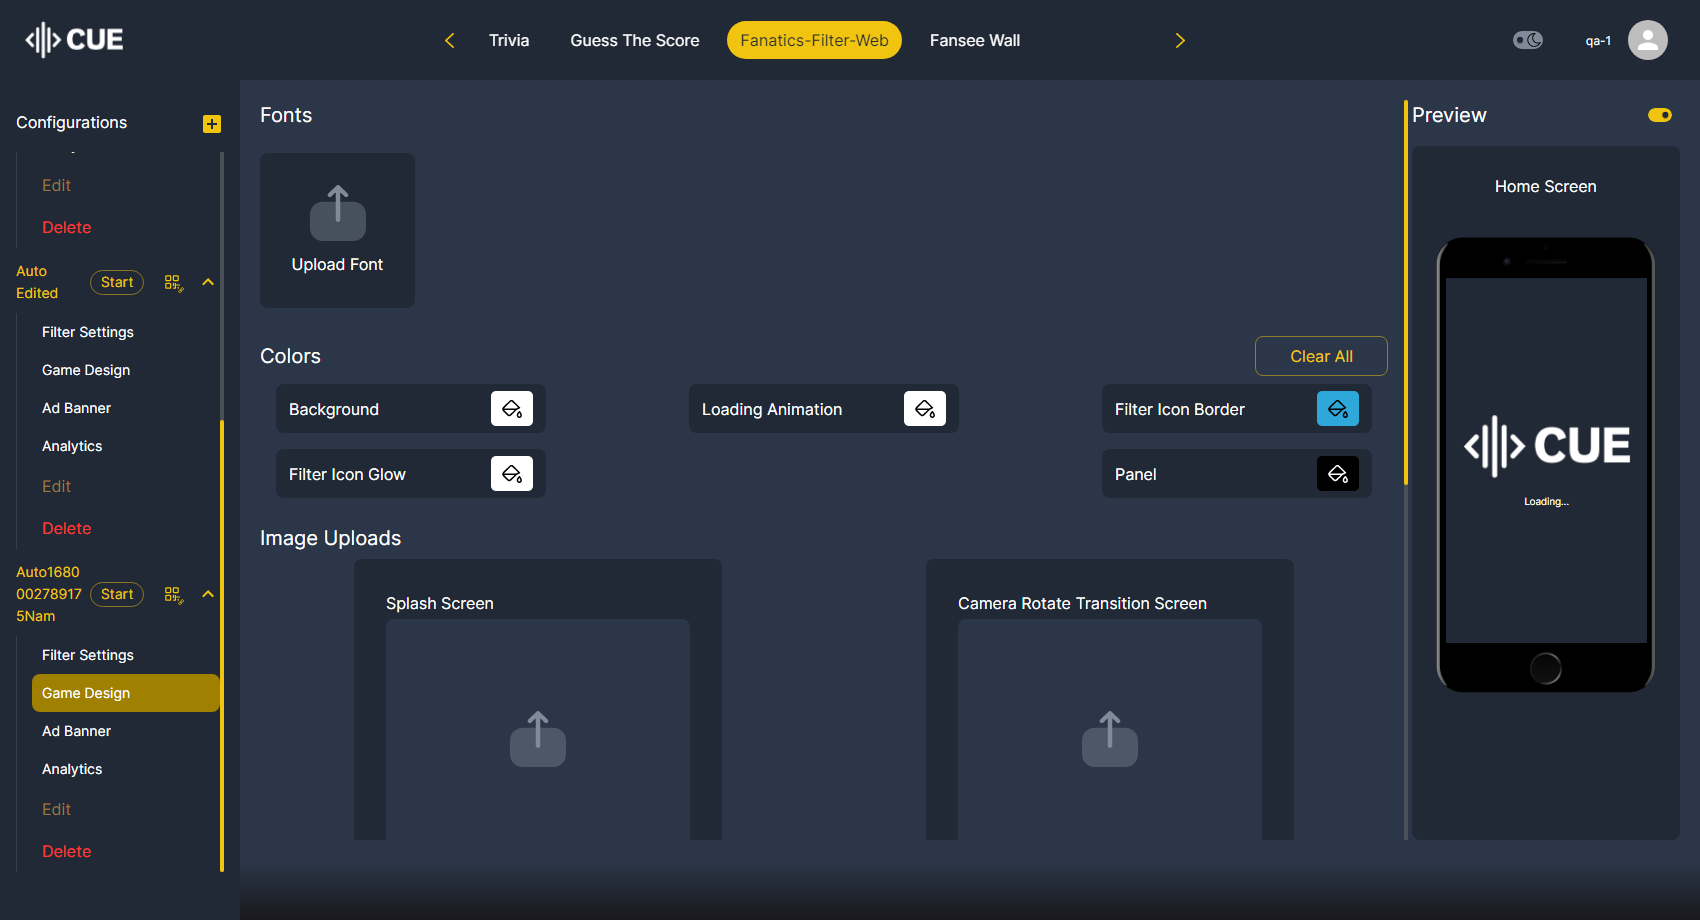 CUE
Trivia
Guess The Score
Fanatics-Filter-Web
Fansee Wall
qa-1
Configurations
Edit
Delete
Auto
Edited
Start
Filter Settings
Game Design
Ad Banner
Analytics
Edit
Delete
Auto1680
00278917
5Nam
Start
Filter Settings
Game Design
Ad Banner
Analytics
Edit
Delete
Fonts
Upload Font
Colors
Clear All
Background
Loading Animation
Filter Icon Border
Filter Icon Glow
Panel
Image Uploads
Splash Screen
Camera Rotate Transition Screen
Preview
Home Screen
CUE
Loading...